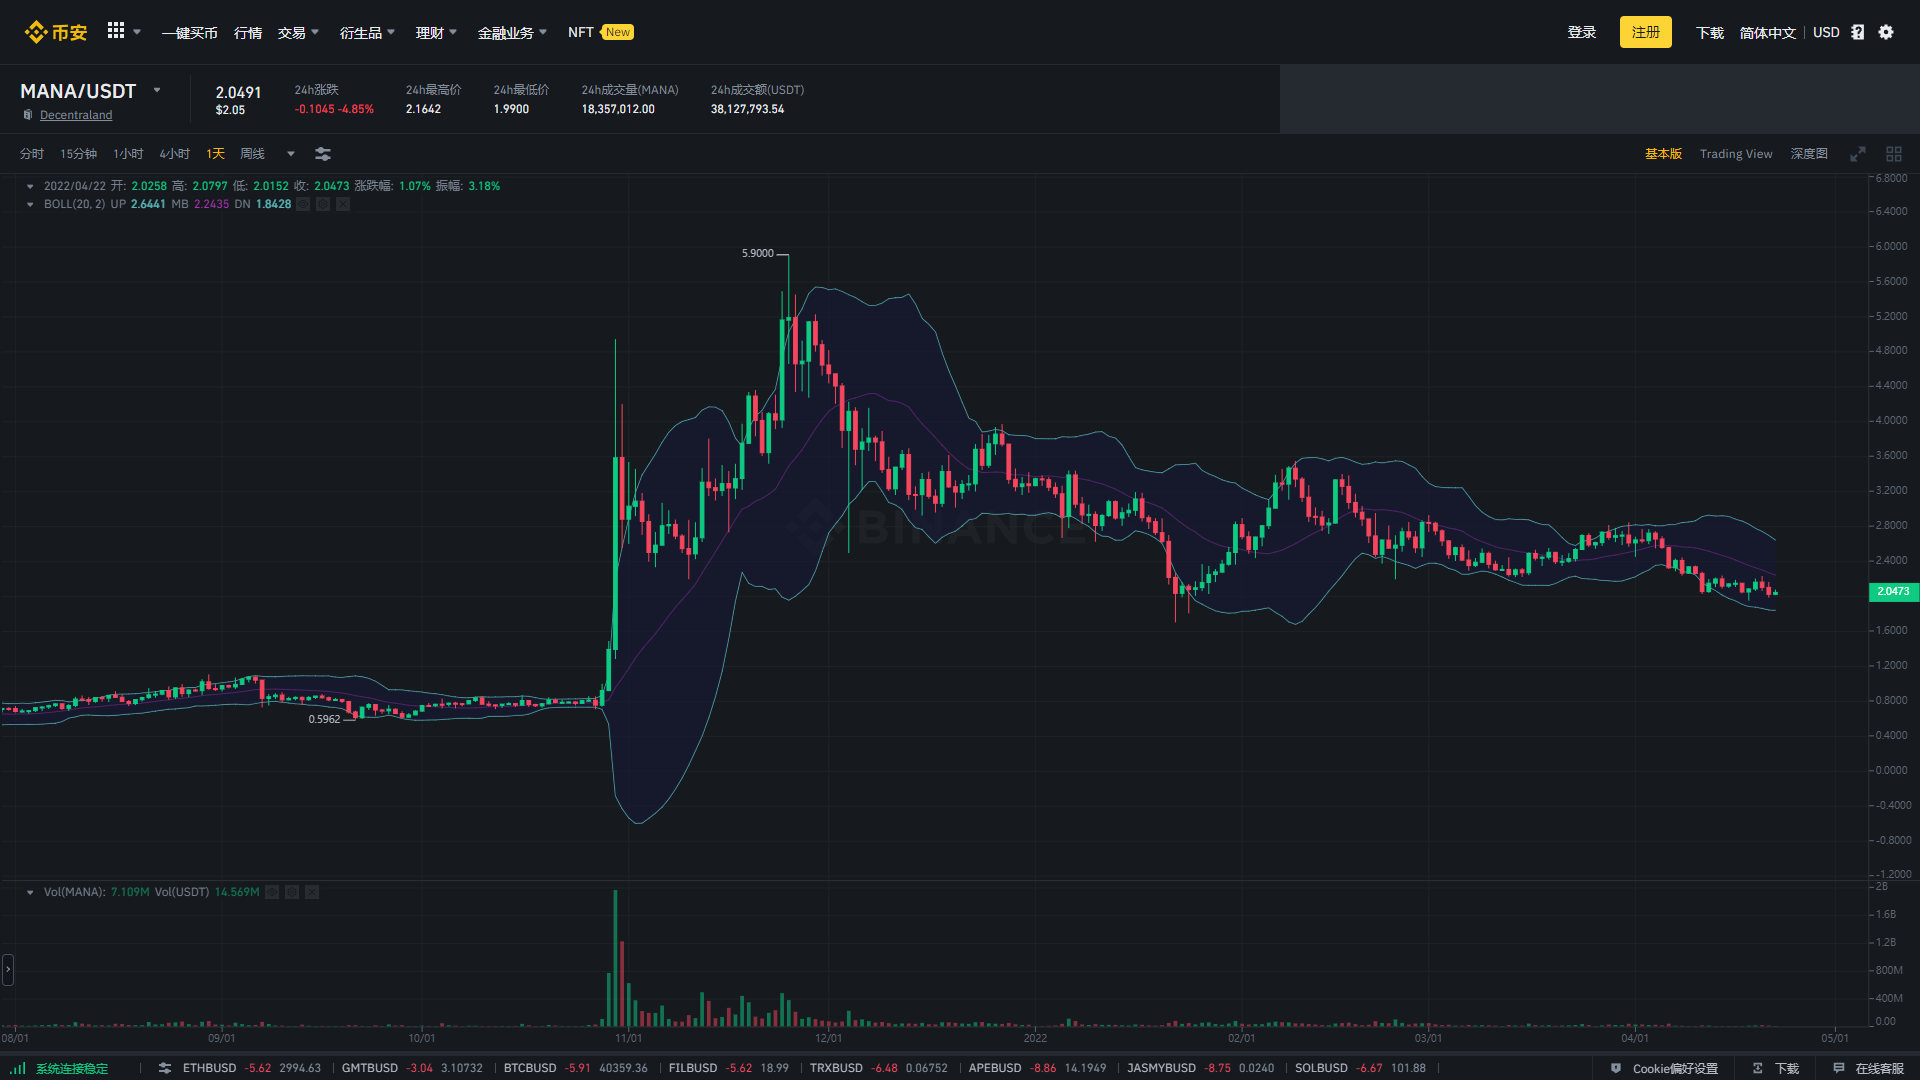 币安 一键买币 行情 交易 衍生品 理财 金融业务 NFT New 登录 注册 下载 简体中文 USD
MANA/USDT
Decentraland
2.0491
$2.05
24h涨跌
-0.1045 -4.85%
24h最高价
2.1642
24h最低价
1.9900
24h成交量(MANA)
18,357,012.00
24h成交额(USDT)
38,127,793.54
分时 15分钟 1小时 4小时 1天 周线 基本版 Trading View 深度图
2022/04/22 开: 2.0258 高: 2.0797 低: 2.0152 收: 2.0473 涨跌幅: 1.07% 振幅: 3.18%
BOLL(20, 2) UP 2.6441 MB 2.2435 DN 1.8428
5.9000
0.5962
BINANCE
6.8000
6.4000
6.0000
5.6000
5.2000
4.8000
4.4000
4.0000
3.6000
3.2000
2.8000
2.4000
2.0473
1.6000
1.2000
0.8000
0.4000
0.0000
-0.4000
-0.8000
-1.2000
Vol(MANA): 7.109M Vol(USDT) 14.569M
2B
1.6B
1.2B
800M
400M
0.00
08/01 09/01 10/01 11/01 12/01 2022 02/01 03/01 04/01 05/01
系统连接稳定 ETHBUSD -5.62 2994.63 GMTBUSD -3.04 3.10732 BTCBUSD -5.91 40359.36 FILBUSD -5.62 18.99 TRXBUSD -6.48 0.06752 APEBUSD -8.86 14.1949 JASMYBUSD -8.75 0.0240 SOLBUSD -6.67 101.88 Cookie偏好设置 下载 在线客服